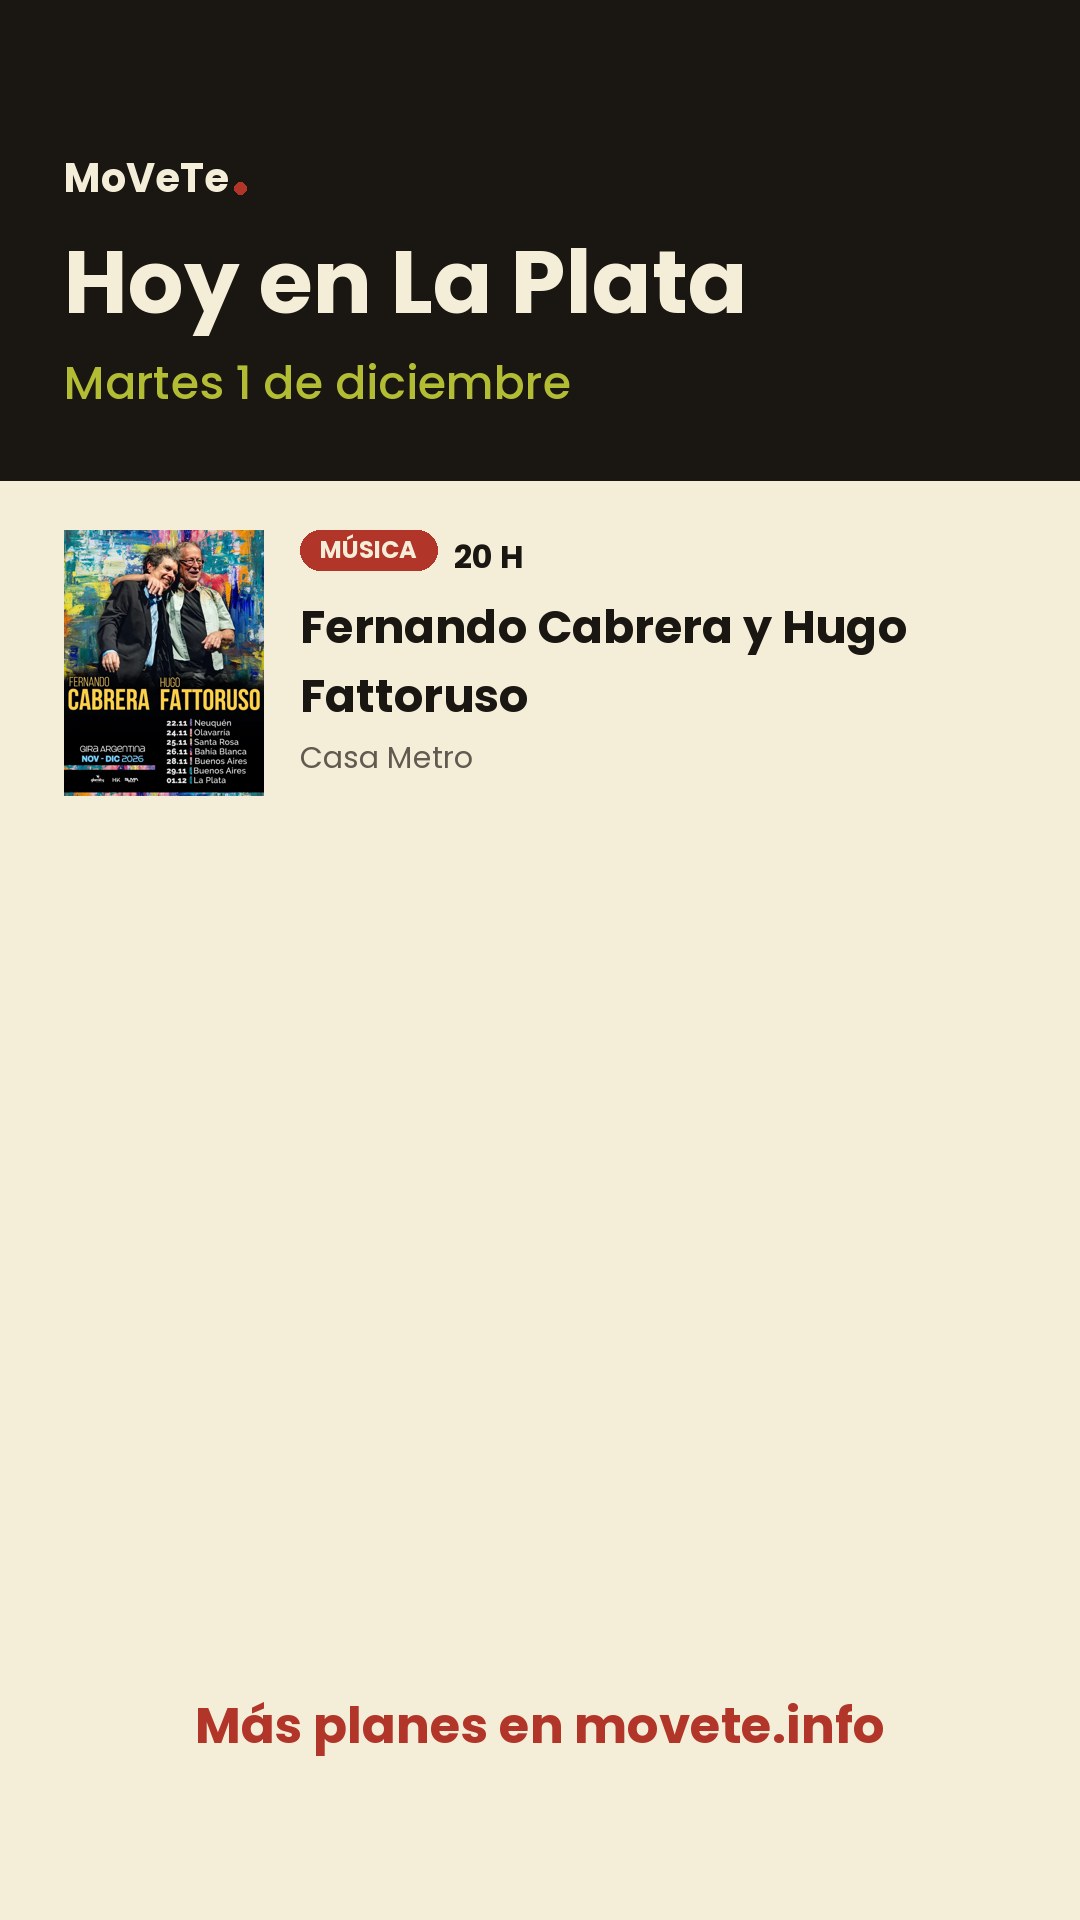 MoVeTe.
Hoy en La Plata
Martes 1 de diciembre
MÚSICA 20 H
Fernando Cabrera y Hugo
Fattoruso
Casa Metro
FERNANDO HUGO
CABRERA FATTORUSO
GIRA ARGENTINA
NOV - DIC 2026
22.11 | Neuquén
24.11 | Olavarría
25.11 | Santa Rosa
26.11 | Bahía Blanca
28.11 | Buenos Aires
29.11 | Buenos Aires
01.12 | La Plata
Más planes en movete.info